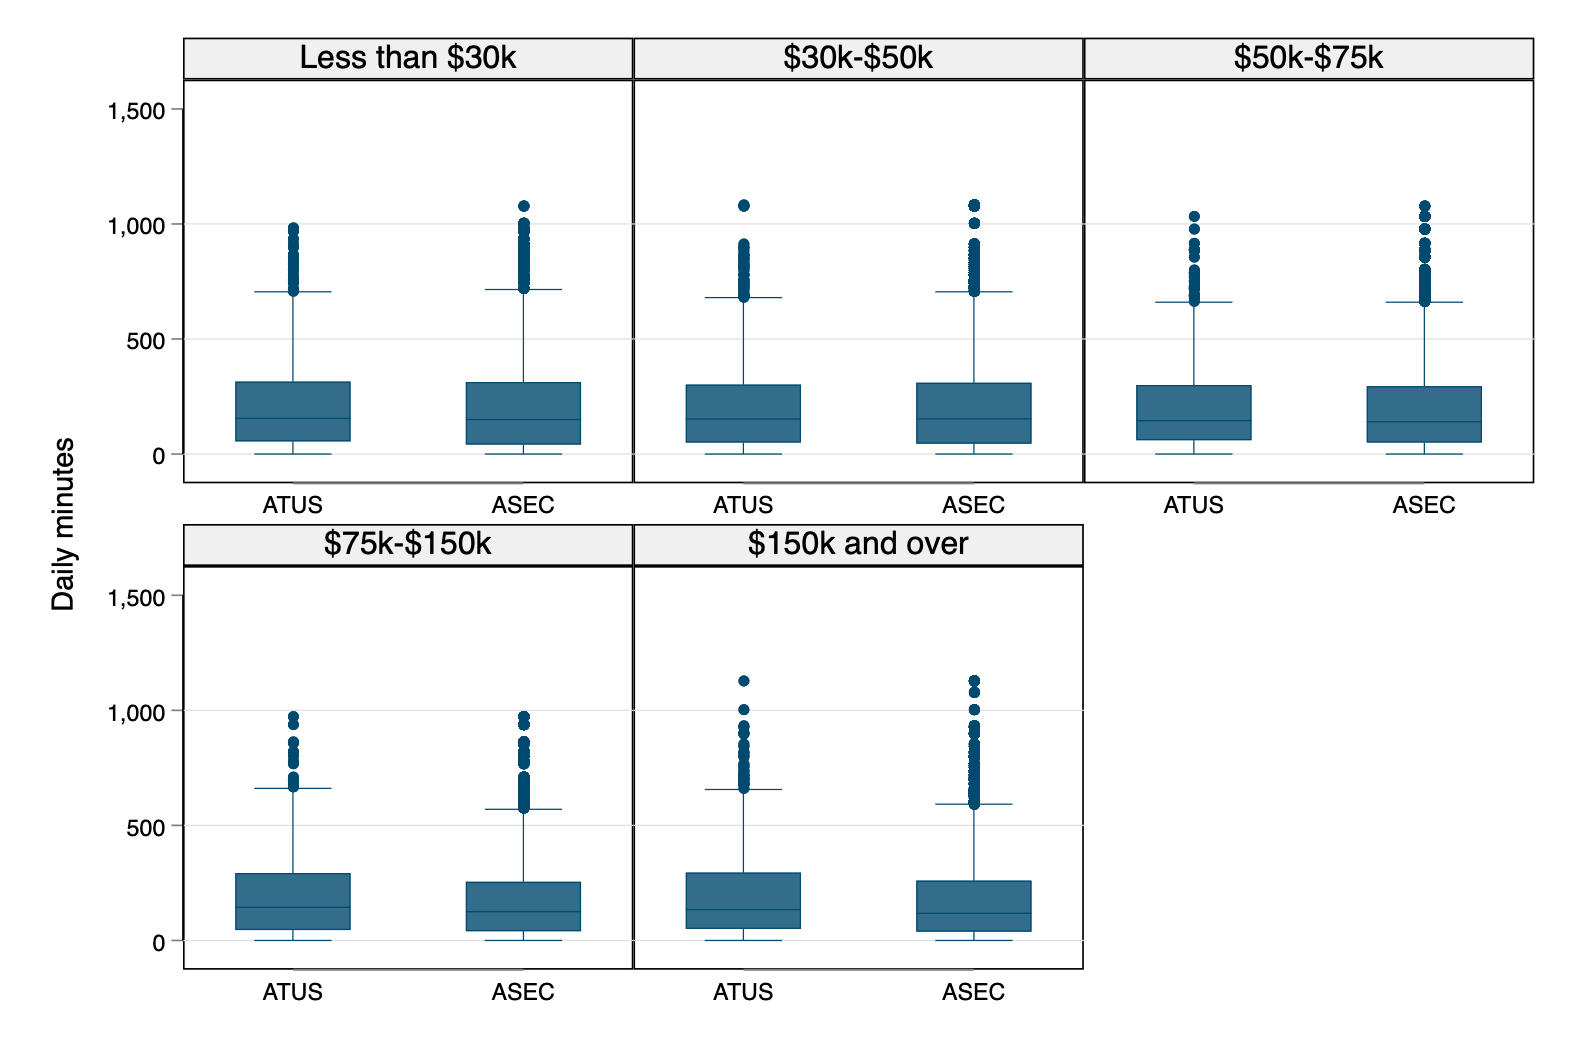 Less than $30k
$30k-$50k
$50k-$75k
1,500
1,000
500
0
ATUS
ASEC
ATUS
ASEC
ATUS
ASEC
Daily minutes
$75k-$150k
$150k and over
1,500
1,000
500
0
ATUS
ASEC
ATUS
ASEC